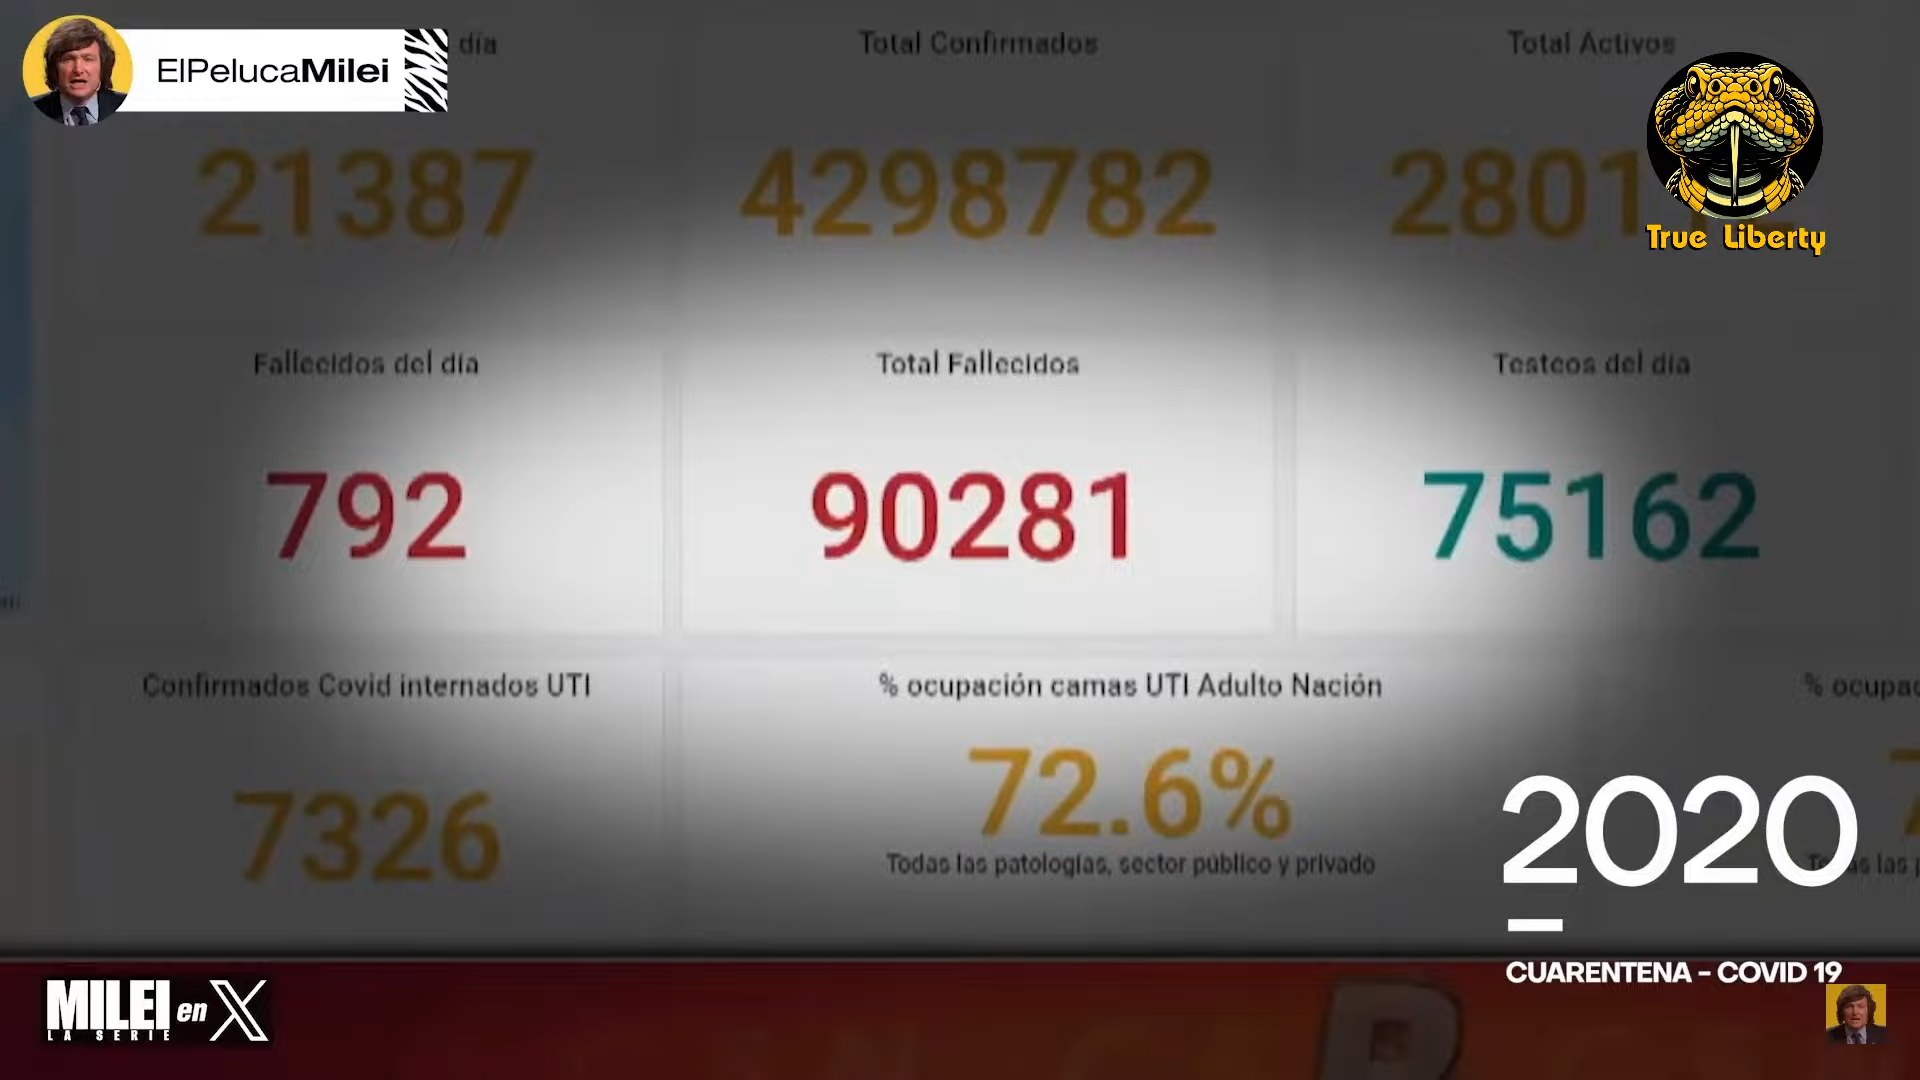 ElPelucaMilei
día
Total Confirmados
Total Activos
21387
4298782
True Liberty
Fallecidos del día
Total Fallecidos
Testeos del día
792
90281
75162
Confirmados Covid internados UTI
% ocupación camas UTI Adulto Nación
7326
72.6%
Todas las patologías, sector público y privado
2020
CUARENTENA - COVID 19
MILEI en X
LA SERIE